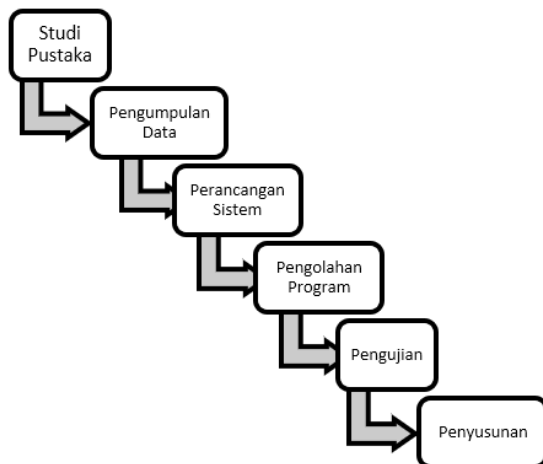 Studi
Pustaka
Pengumpulan
Data
Perancangan
Sistem
Pengolahan
Program
Pengujian
Penyusunan